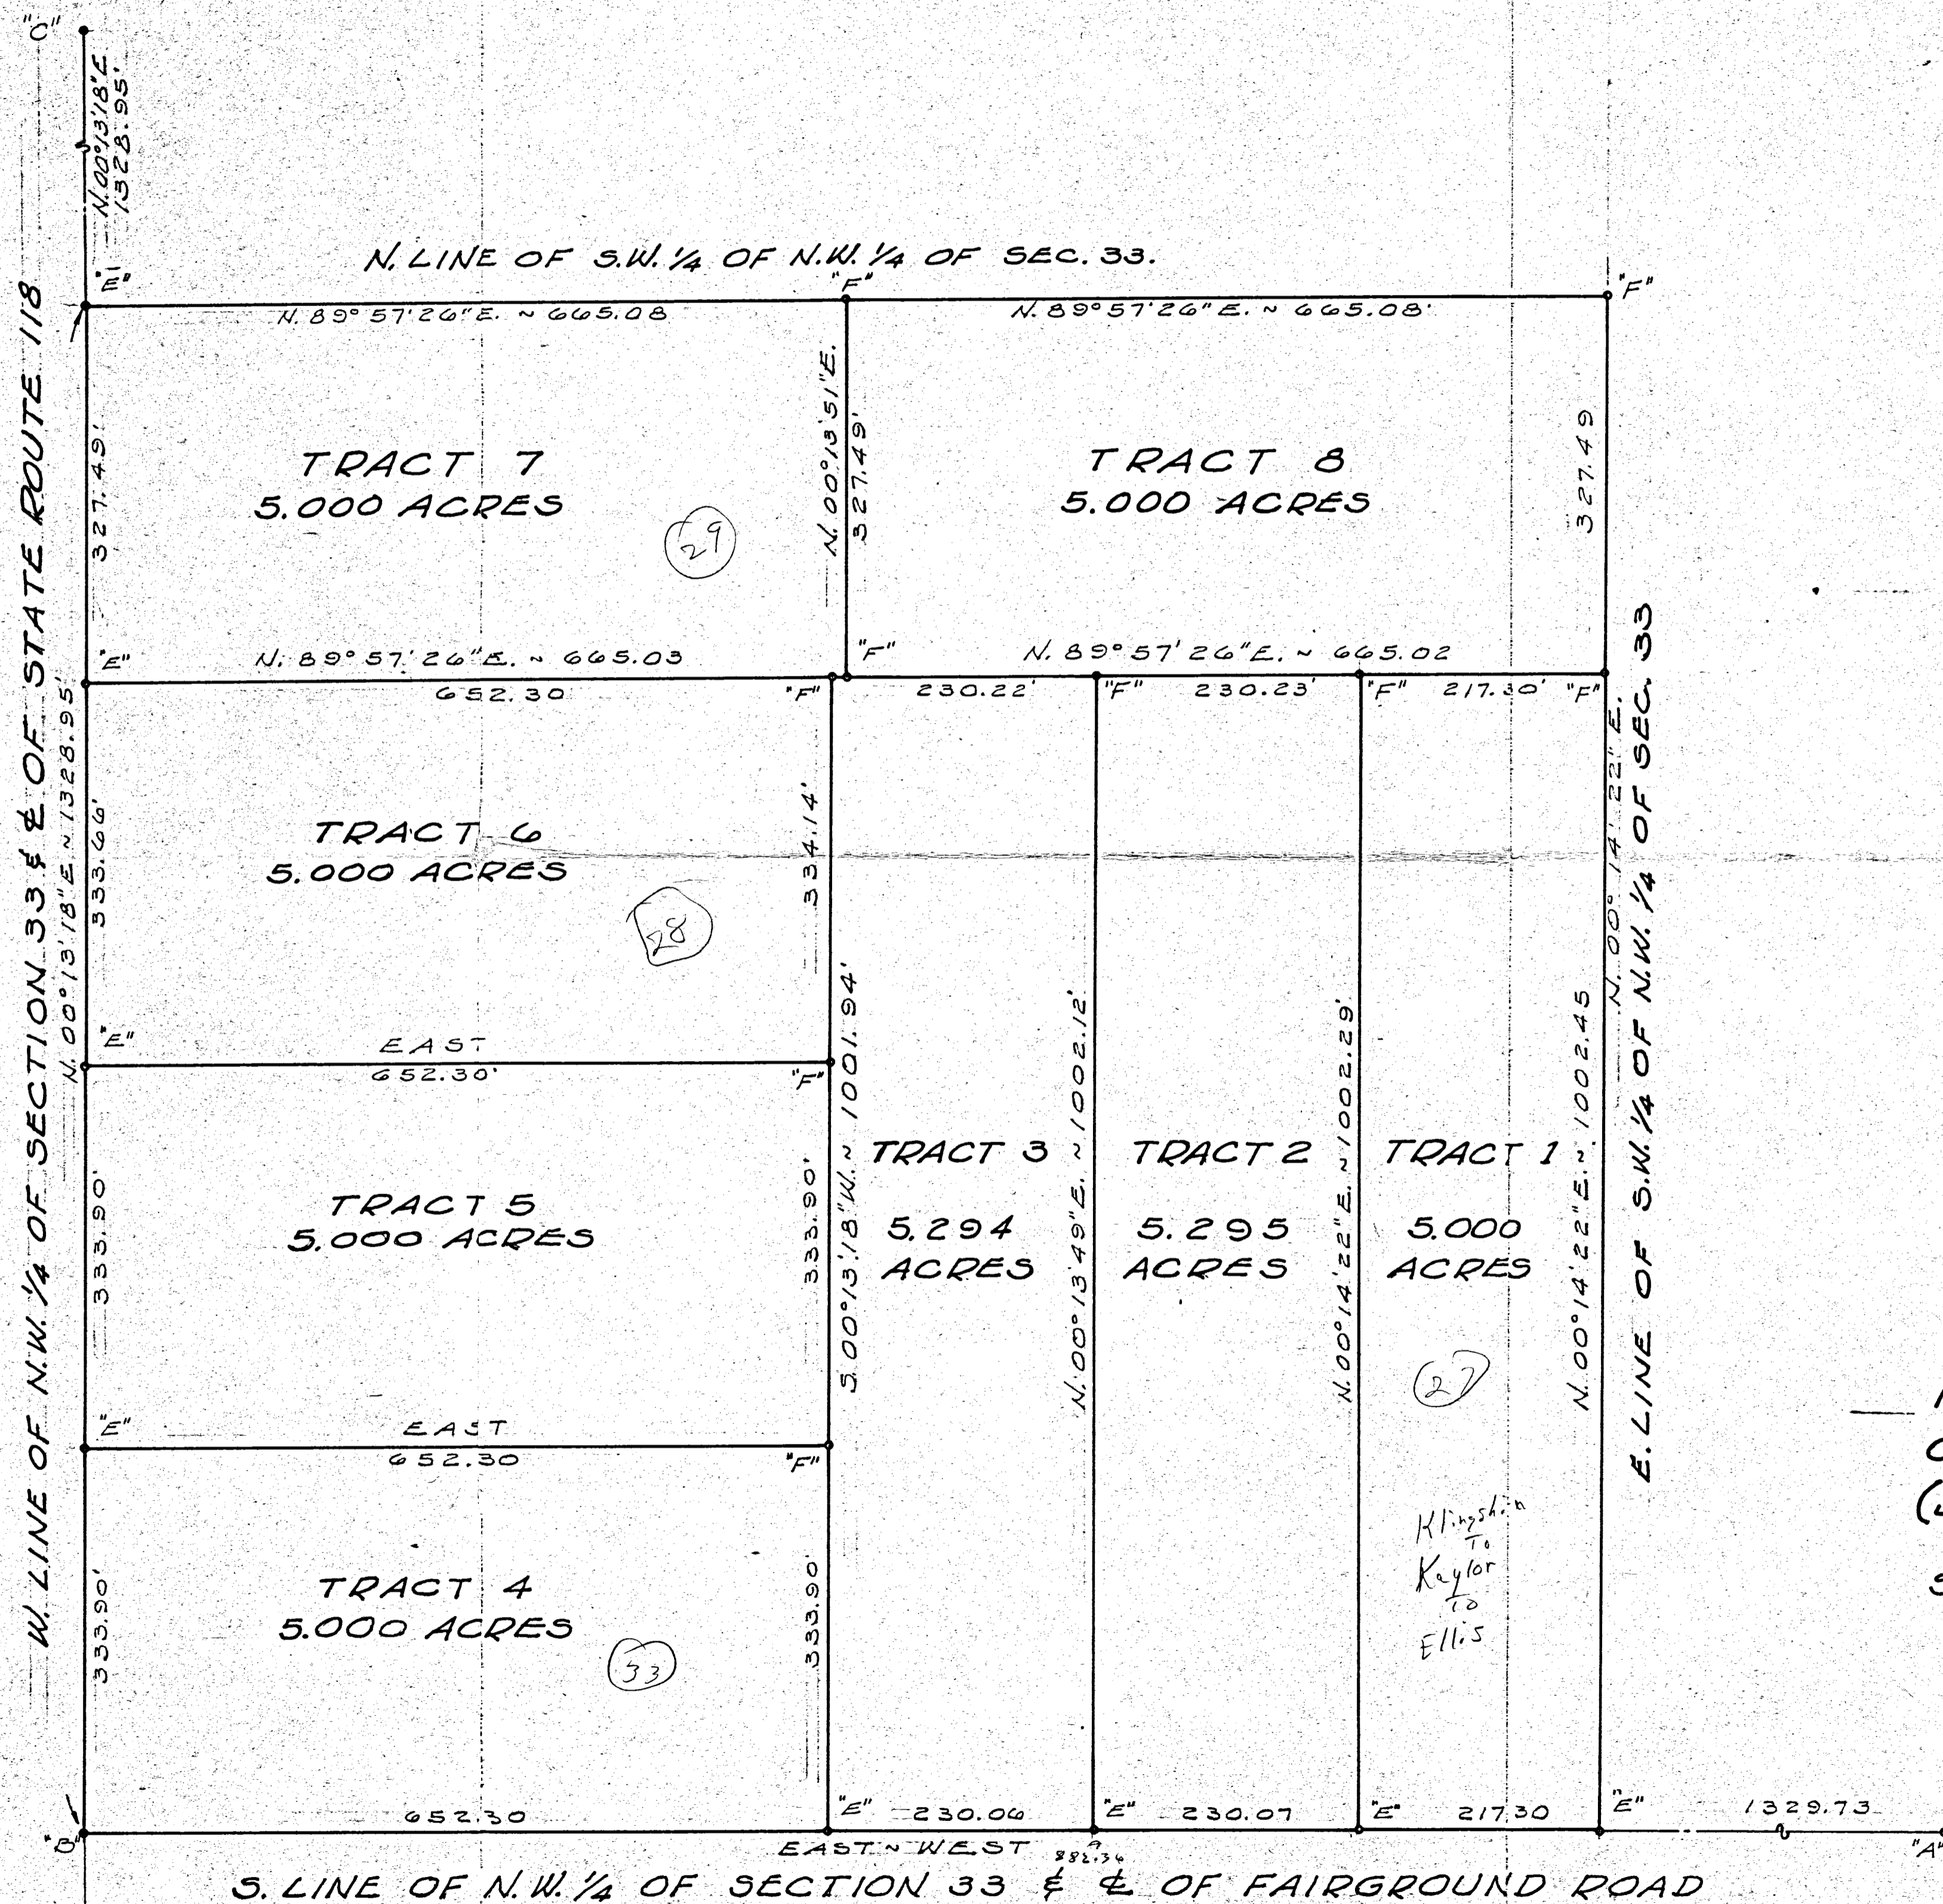 "C"
N.00°13'18"E
1328.95'
N. LINE OF S.W. 1/4 OF N.W. 1/4 OF SEC. 33.
"E"
"F"
"F"
N. 89°57'26"E. ~ 665.08
N. 89°57'26"E. ~ 665.08'
W. LINE OF N.W. 1/4 OF SECTION 33 & ℄ OF STATE ROUTE 118
N. 00°13'18"E ~ 1328.95'
327.49'
TRACT 7
5.000 ACRES
29
N. 00°13'51"E.
327.49'
TRACT 8
5.000 ACRES
327.49
"E"
N. 89°57'26"E. ~ 665.03
"F"
N. 89°57'26"E. ~ 665.02
652.30
"F"
230.22'
"F"
230.23'
"F"
217.30'
"F"
333.66'
TRACT 6
5.000 ACRES
28
334.14'
N. 00°14'22"E.
E. LINE OF S.W. 1/4 OF N.W. 1/4 OF SEC. 33
"E"
EAST
652.30'
"F"
S.00°13'18"W. ~ 1001.94'
N.00°13'49"E. ~ 1002.12'
N.00°14'22"E. ~ 1002.29'
N.00°14'22"E. ~ 1002.45
333.90'
TRACT 5
5.000 ACRES
333.90'
TRACT 3
5.294
ACRES
TRACT 2
5.295
ACRES
TRACT 1
5.000
ACRES
27
"E"
EAST
652.30
"F"
333.90'
TRACT 4
5.000 ACRES
33
333.90'
Klingshin
To
Kaylor
To
Ellis
"B"
652.30
"E"
230.06
"E"
230.07
"E"
217.30
"E"
1329.73
"A"
EAST ~ WEST
882.36
S. LINE OF N.W. 1/4 OF SECTION 33 & ℄ OF FAIRGROUND ROAD